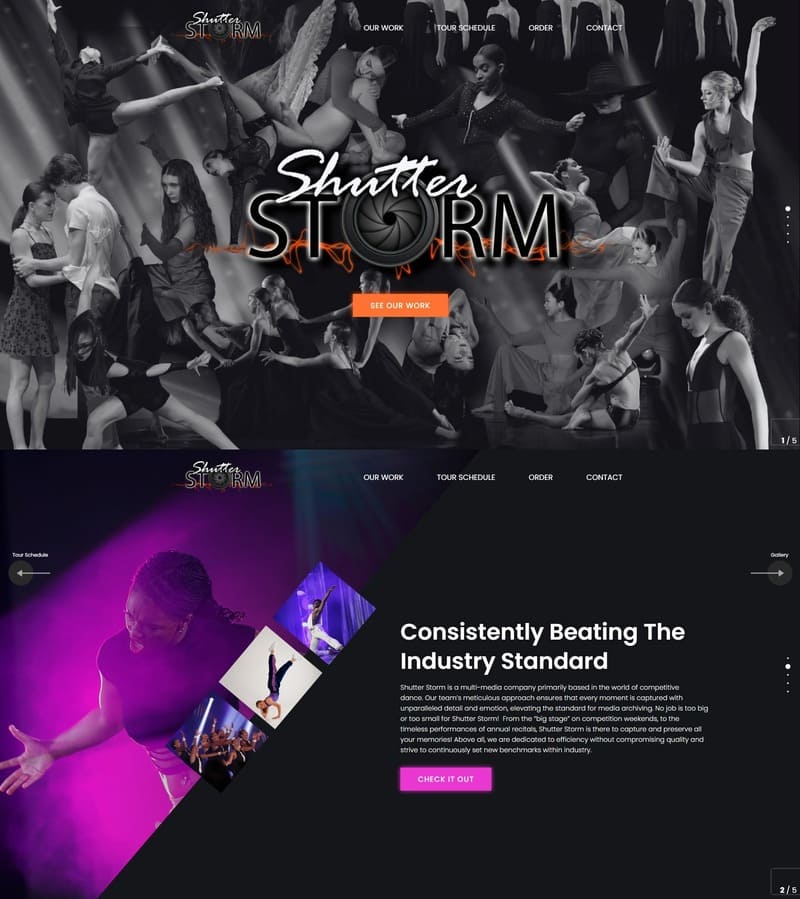 Shutter
STORM
OUR WORK
TOUR SCHEDULE
ORDER
CONTACT
Shutter
STORM
SEE OUR WORK
1 / 5
Shutter
STORM
OUR WORK
TOUR SCHEDULE
ORDER
CONTACT
Tour Schedule
Gallery
Consistently Beating The
Industry Standard
Shutter Storm is a multi-media company primarily based in the world of competitive
dance. Our team's meticulous approach ensures that every moment is captured with
unparalleled detail and emotion, elevating the standard for media archiving. No job is too big
or too small for Shutter Storm! From the "big stage" on competition weekends, to the
timeless performances of annual recitals, Shutter Storm is there to capture and preserve all
your memories! Above all, we are dedicated to efficiency without compromising quality and
strive to continuously set new benchmarks within industry.
CHECK IT OUT
2 / 5